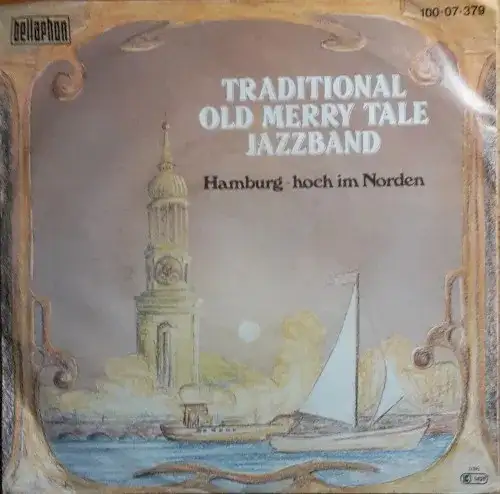 bellaphon
100·07·379
TRADITIONAL
OLD MERRY TALE
JAZZBAND
Hamburg - hoch im Norden